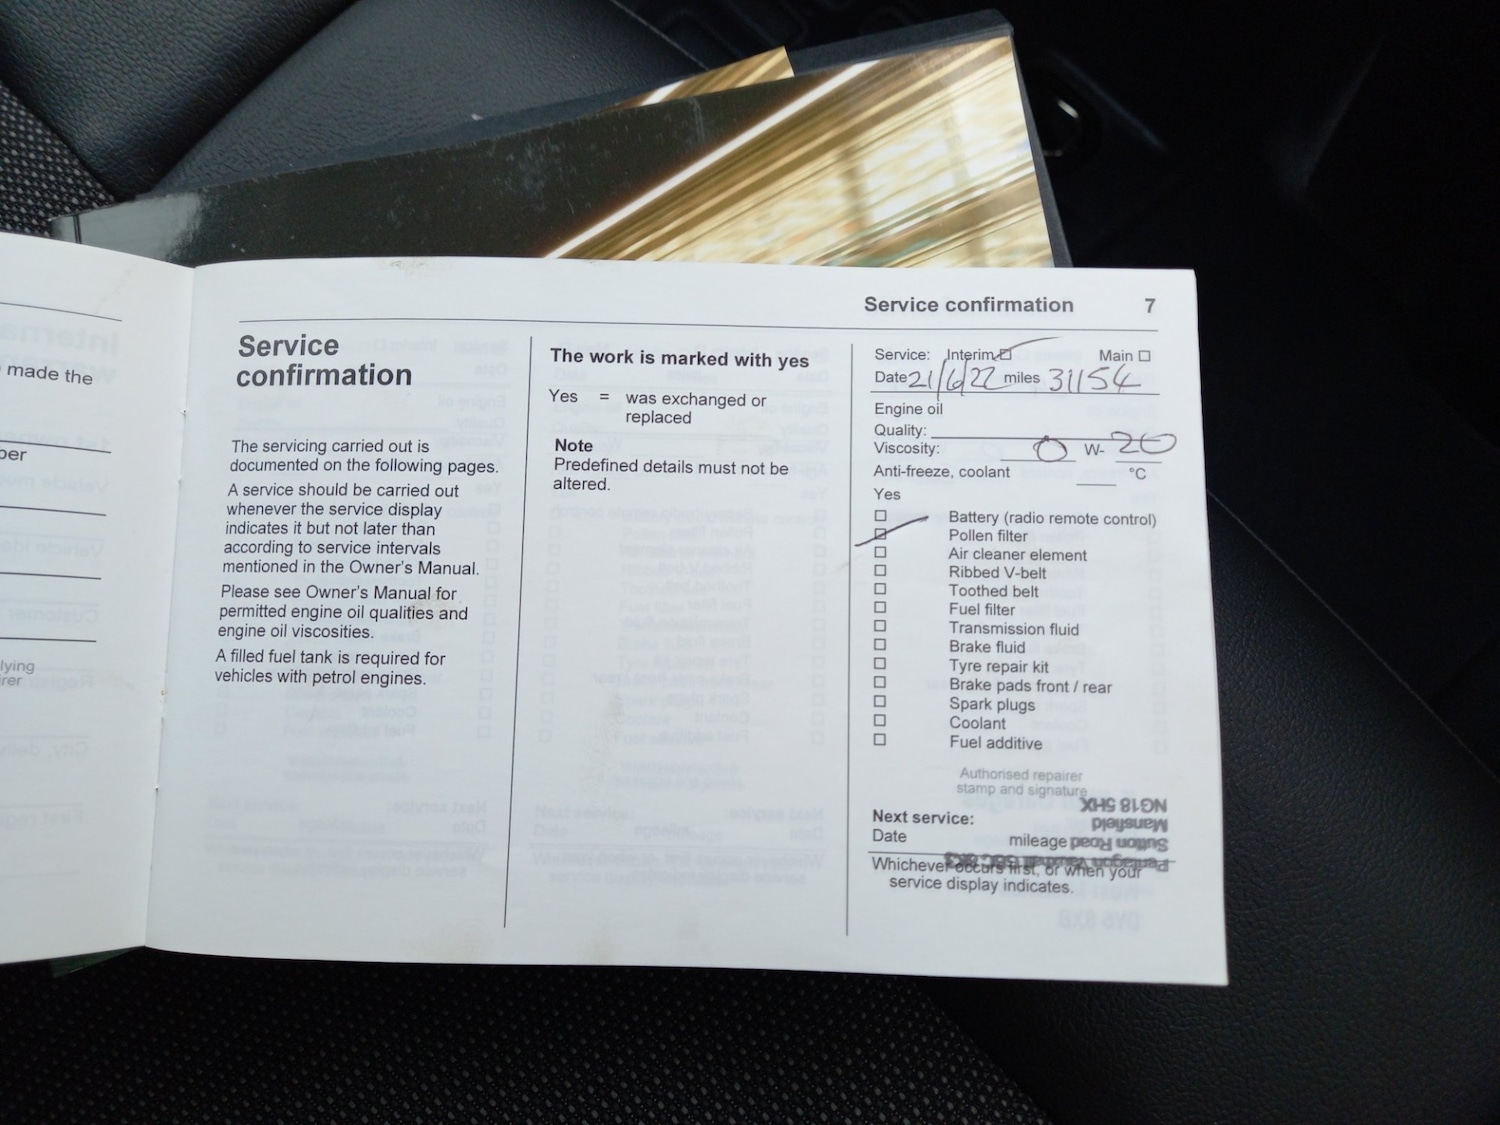 made the
ber
lying
rer
Service confirmation 7
Service
confirmation
The servicing carried out is
documented on the following pages.
A service should be carried out
whenever the service display
indicates it but not later than
according to service intervals
mentioned in the Owner's Manual.
Please see Owner's Manual for
permitted engine oil qualities and
engine oil viscosities.
A filled fuel tank is required for
vehicles with petrol engines.
The work is marked with yes
Yes = was exchanged or
replaced
Note
Predefined details must not be
altered.
Service: Interim Main
Date 21/6/22 miles 31154
Engine oil
Quality:
Viscosity: 0 W- 20
Anti-freeze, coolant °C
Yes
Battery (radio remote control)
Pollen filter
Air cleaner element
Ribbed V-belt
Toothed belt
Fuel filter
Transmission fluid
Brake fluid
Tyre repair kit
Brake pads front / rear
Spark plugs
Coolant
Fuel additive
Authorised repairer
stamp and signature
NG18 5HX
Mansfield
Sutton Road
Pentagon Vauxhall
Next service:
Date mileage
Whichever occurs first, or when your
service display indicates.